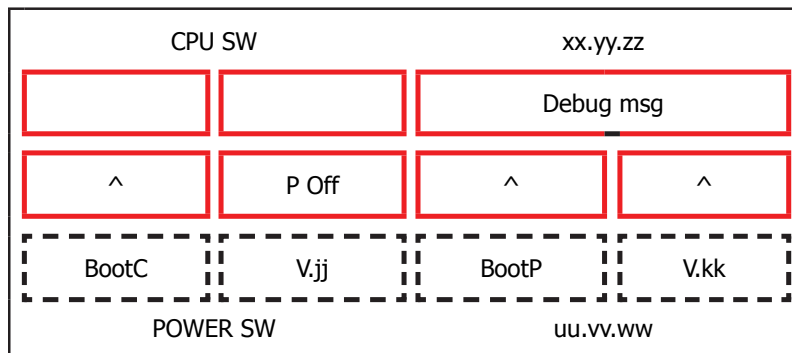 CPU SW xx.yy.zz
Debug msg
^ P Off ^ ^
BootC V.jj BootP V.kk
POWER SW uu.vv.ww